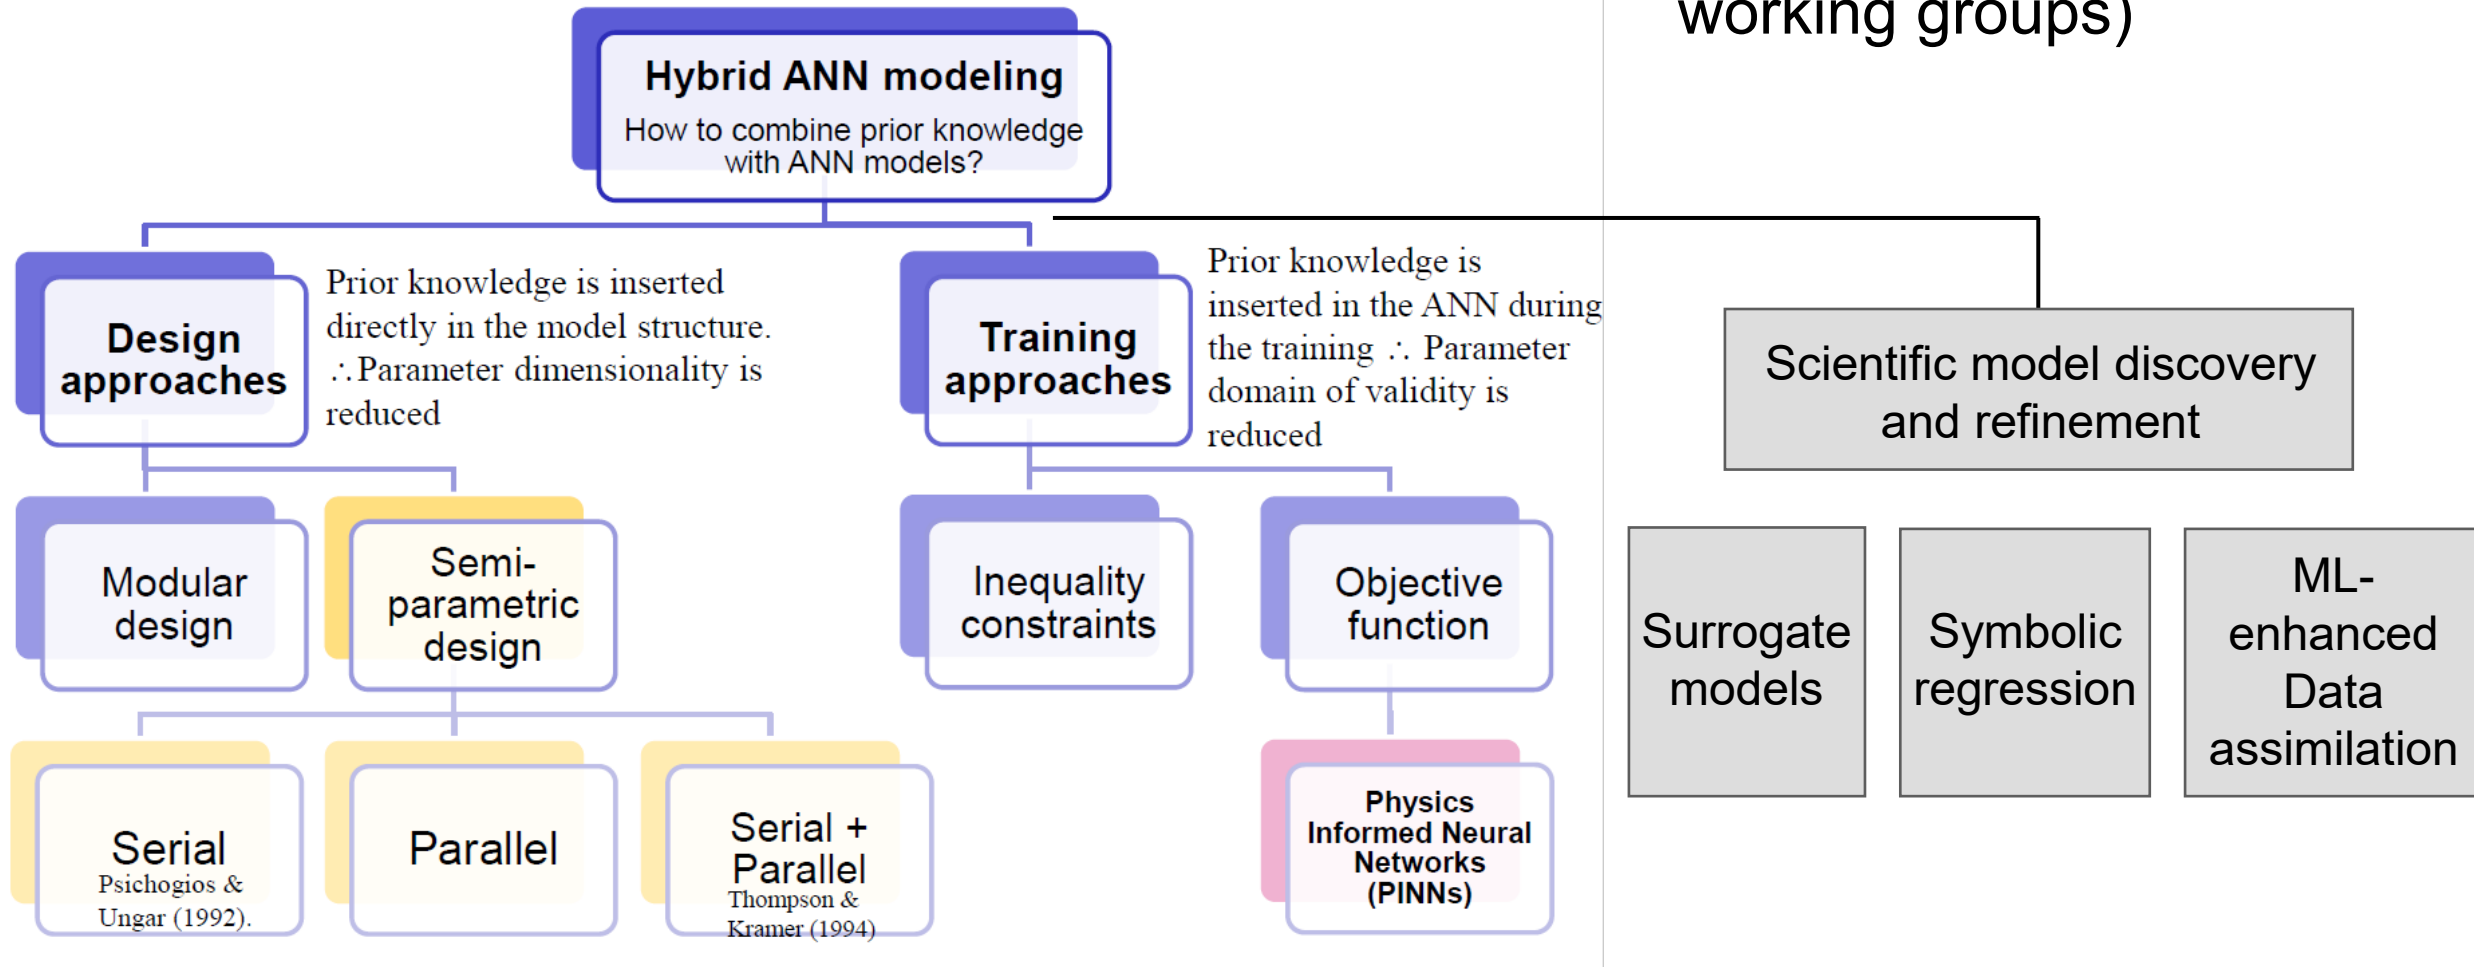 working groups)
Hybrid ANN modeling
How to combine prior knowledge
with ANN models?
Design
approaches
Prior knowledge is inserted
directly in the model structure.
∴Parameter dimensionality is
reduced
Training
approaches
Prior knowledge is
inserted in the ANN during
the training ∴ Parameter
domain of validity is
reduced
Scientific model discovery
and refinement
Modular
design
Semi-
parametric
design
Inequality
constraints
Objective
function
Surrogate
models
Symbolic
regression
ML-
enhanced
Data
assimilation
Serial
Psichogios &
Ungar (1992).
Parallel
Serial +
Parallel
Thompson &
Kramer (1994)
Physics
Informed Neural
Networks
(PINNs)